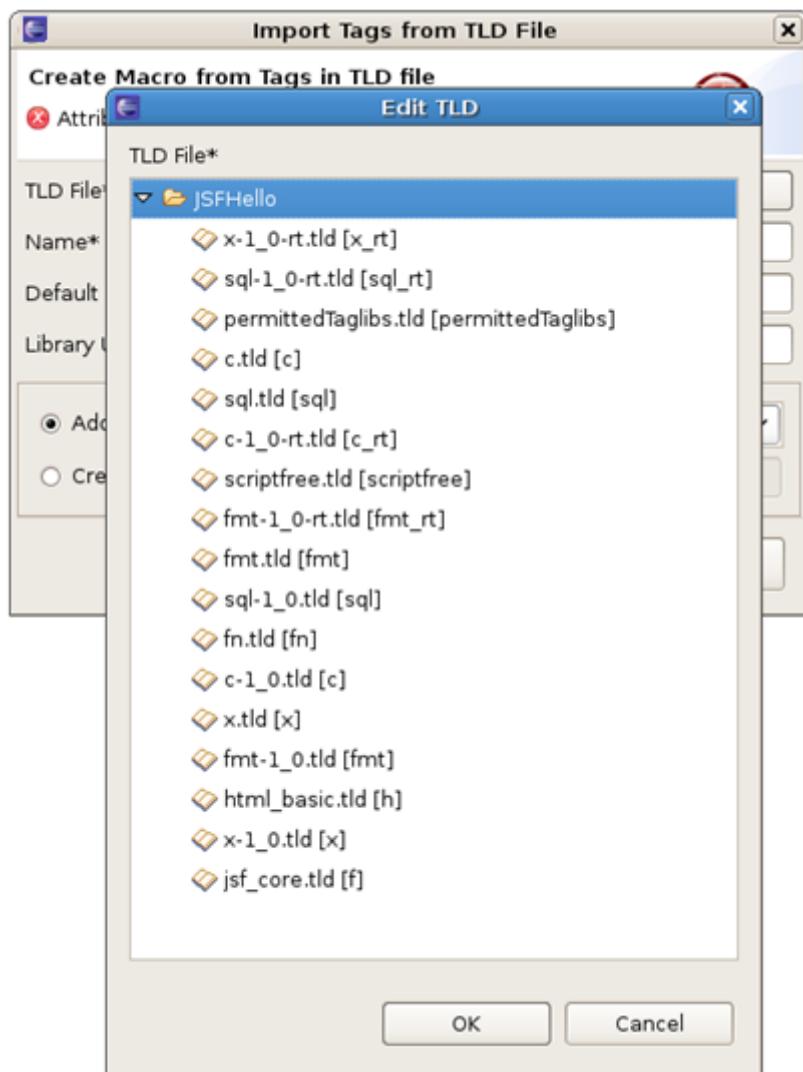 Import Tags from TLD File
Create Macro from Tags in TLD file
Edit TLD
TLD File*
TLD File*
JSFHello
x-1_0-rt.tld [x_rt]
Name*
sql-1_0-rt.tld [sql_rt]
Default
permittedTaglibs.tld [permittedTaglibs]
Library
c.tld [c]
sql.tld [sql]
c-1_0-rt.tld [c_rt]
scriptfree.tld [scriptfree]
fmt-1_0-rt.tld [fmt_rt]
fmt.tld [fmt]
sql-1_0.tld [sql]
fn.tld [fn]
c-1_0.tld [c]
x.tld [x]
fmt-1_0.tld [fmt]
html_basic.tld [h]
x-1_0.tld [x]
jsf_core.tld [f]
OK Cancel